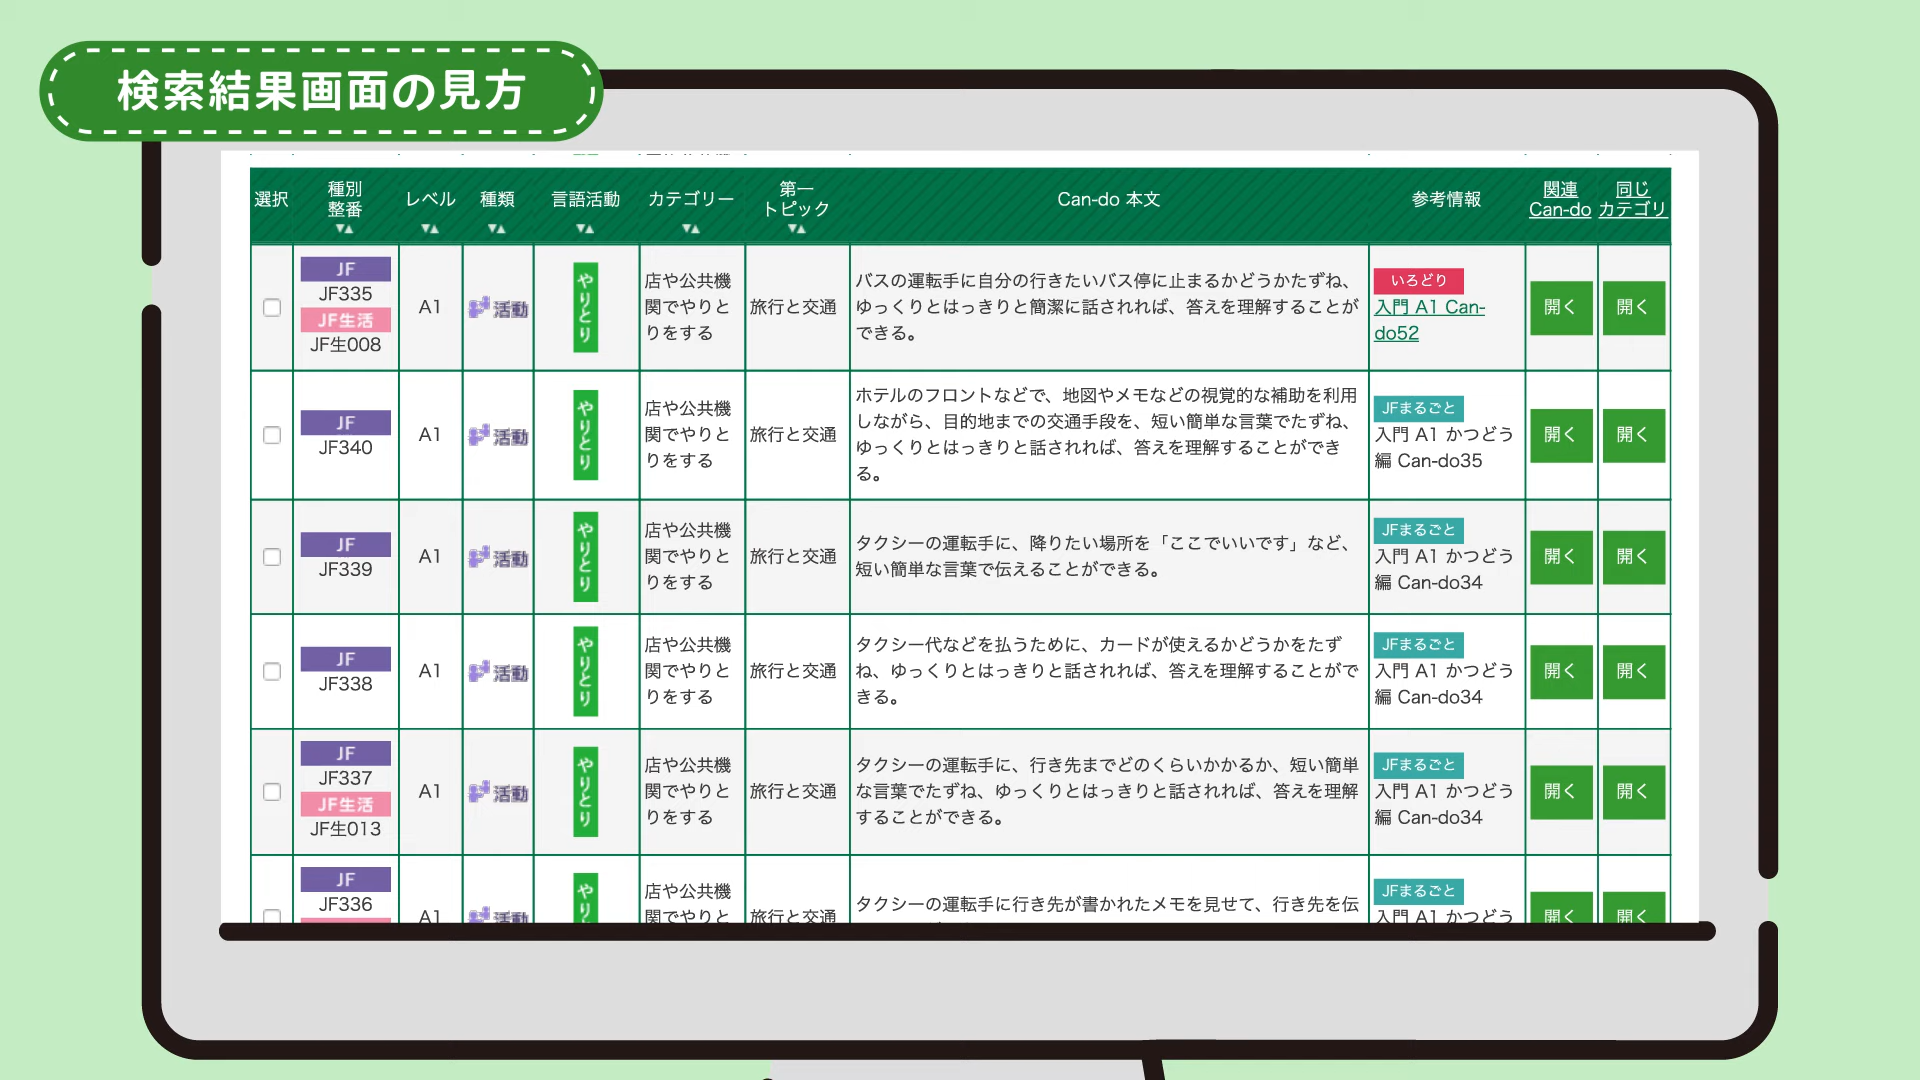 検索結果画面の見方
選択
種別
整番
▼▲
レベル
▼▲
種類
▼▲
言語活動
▼▲
カテゴリー
▼▲
第一
トピック
▼▲
Can-do 本文
参考情報
関連
Can-do
同じ
カテゴリ
JF
JF335
JF生活
JF生008
A1
活動
やりとり
店や公共機
関でやりと
りをする
旅行と交通
バスの運転手に自分の行きたいバス停に止まるかどうかたずね、
ゆっくりとはっきりと簡潔に話されれば、答えを理解することが
できる。
いろどり
入門 A1 Can-
do52
開く
開く
JF
JF340
A1
活動
やりとり
店や公共機
関でやりと
りをする
旅行と交通
ホテルのフロントなどで、地図やメモなどの視覚的な補助を利用
しながら、目的地までの交通手段を、短い簡単な言葉でたずね、
ゆっくりとはっきりと話されれば、答えを理解することができ
る。
JFまるごと
入門 A1 かつどう
編 Can-do35
開く
開く
JF
JF339
A1
活動
やりとり
店や公共機
関でやりと
りをする
旅行と交通
タクシーの運転手に、降りたい場所を「ここでいいです」など、
短い簡単な言葉で伝えることができる。
JFまるごと
入門 A1 かつどう
編 Can-do34
開く
開く
JF
JF338
A1
活動
やりとり
店や公共機
関でやりと
りをする
旅行と交通
タクシー代などを払うために、カードが使えるかどうかをたず
ね、ゆっくりとはっきりと話されれば、答えを理解することがで
きる。
JFまるごと
入門 A1 かつどう
編 Can-do34
開く
開く
JF
JF337
JF生活
JF生013
A1
活動
やりとり
店や公共機
関でやりと
りをする
旅行と交通
タクシーの運転手に、行き先までどのくらいかかるか、短い簡単
な言葉でたずね、ゆっくりとはっきりと話されれば、答えを理解
することができる。
JFまるごと
入門 A1 かつどう
編 Can-do34
開く
開く
JF
JF336
A1
活動
やり
店や公共機
関でやりと
旅行と交通
タクシーの運転手に行き先が書かれたメモを見せて、行き先を伝
JFまるごと
入門 A1 かつどう
開く
開く